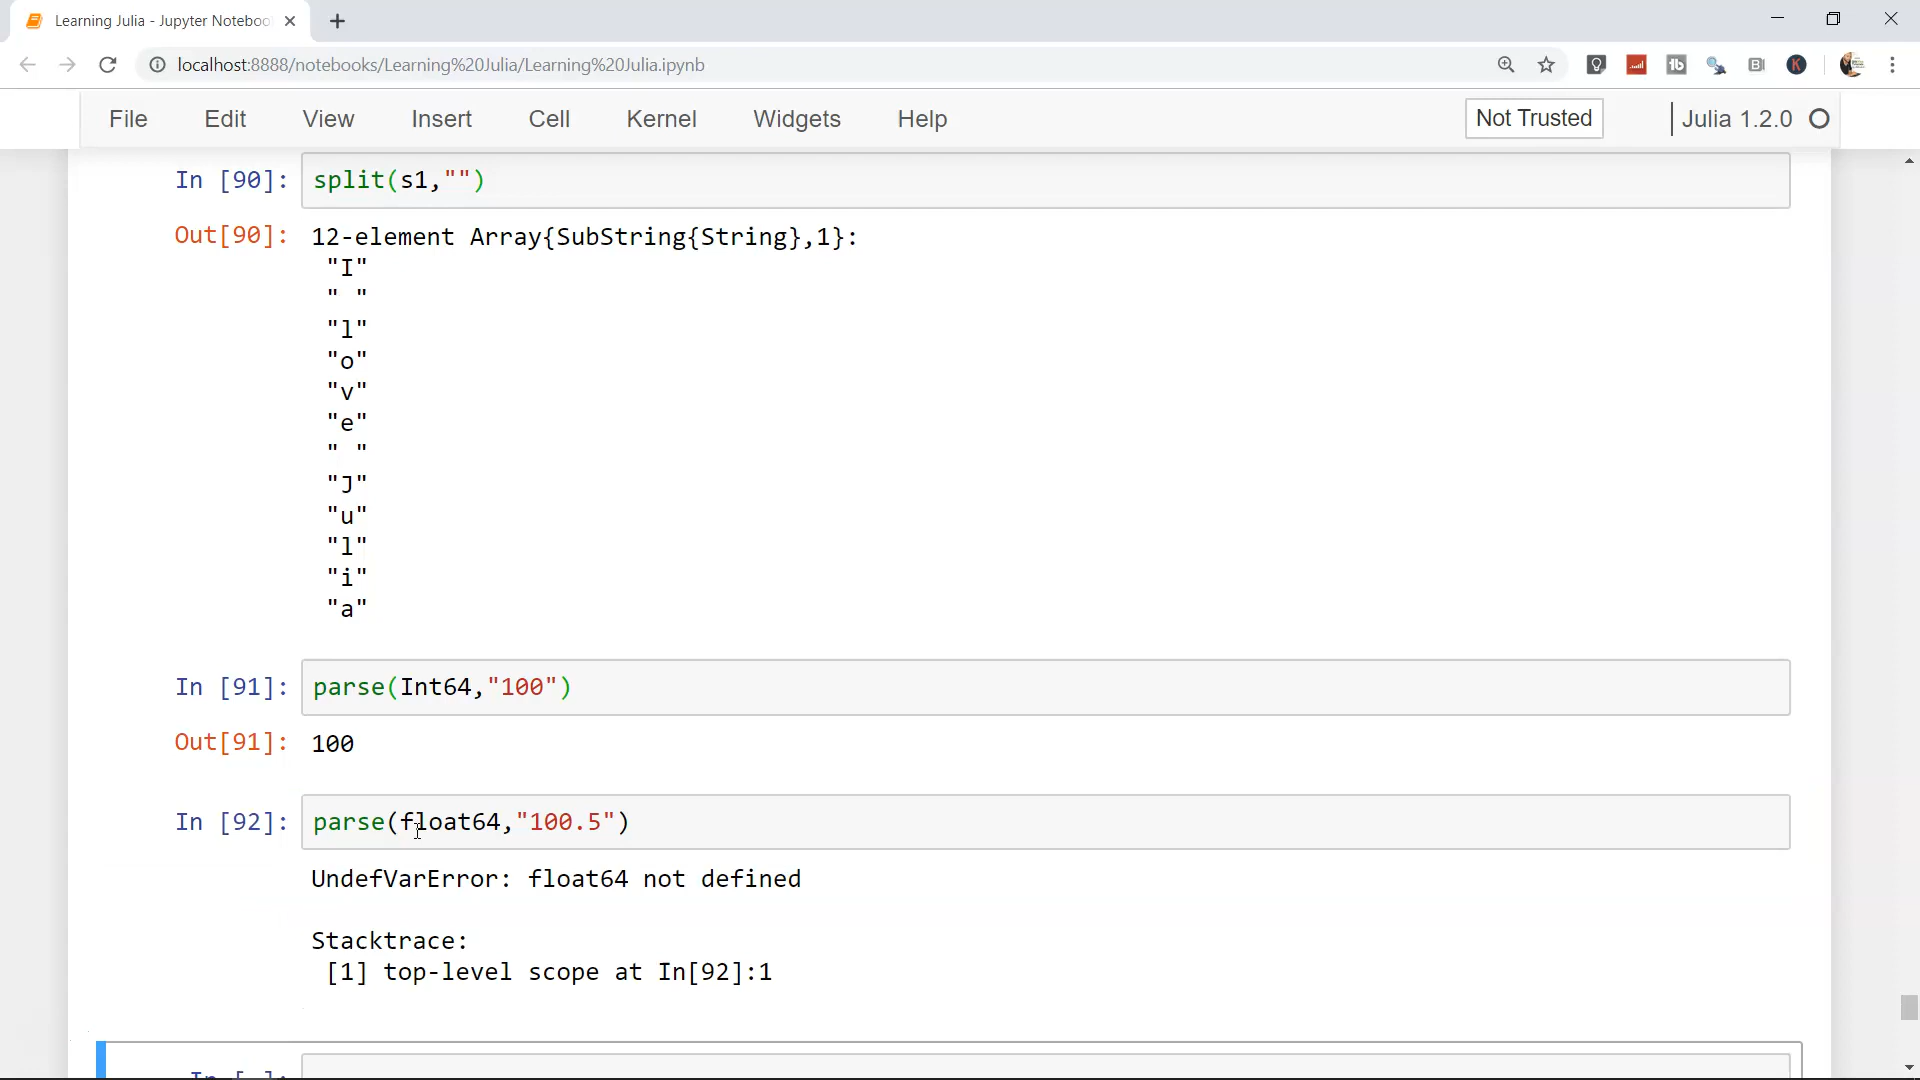 Learning Julia - Jupyter Noteboo
localhost:8888/notebooks/Learning%20Julia/Learning%20Julia.ipynb
File Edit View Insert Cell Kernel Widgets Help Not Trusted Julia 1.2.0
In [90]: split(s1,"")
Out[90]: 12-element Array{SubString{String},1}:
"I"
" "
"l"
"o"
"v"
"e"
" "
"J"
"u"
"l"
"i"
"a"
In [91]: parse(Int64,"100")
Out[91]: 100
In [92]: parse(float64,"100.5")
UndefVarError: float64 not defined
Stacktrace:
[1] top-level scope at In[92]:1
In [ ]: